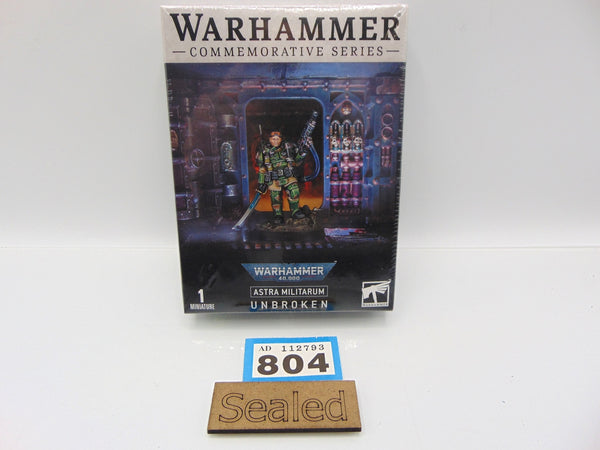 WARHAMMER
COMMEMORATIVE SERIES
WARHAMMER
40,000
ASTRA MILITARUM
UNBROKEN
1
MINIATURE
AD 112793
804
Sealed